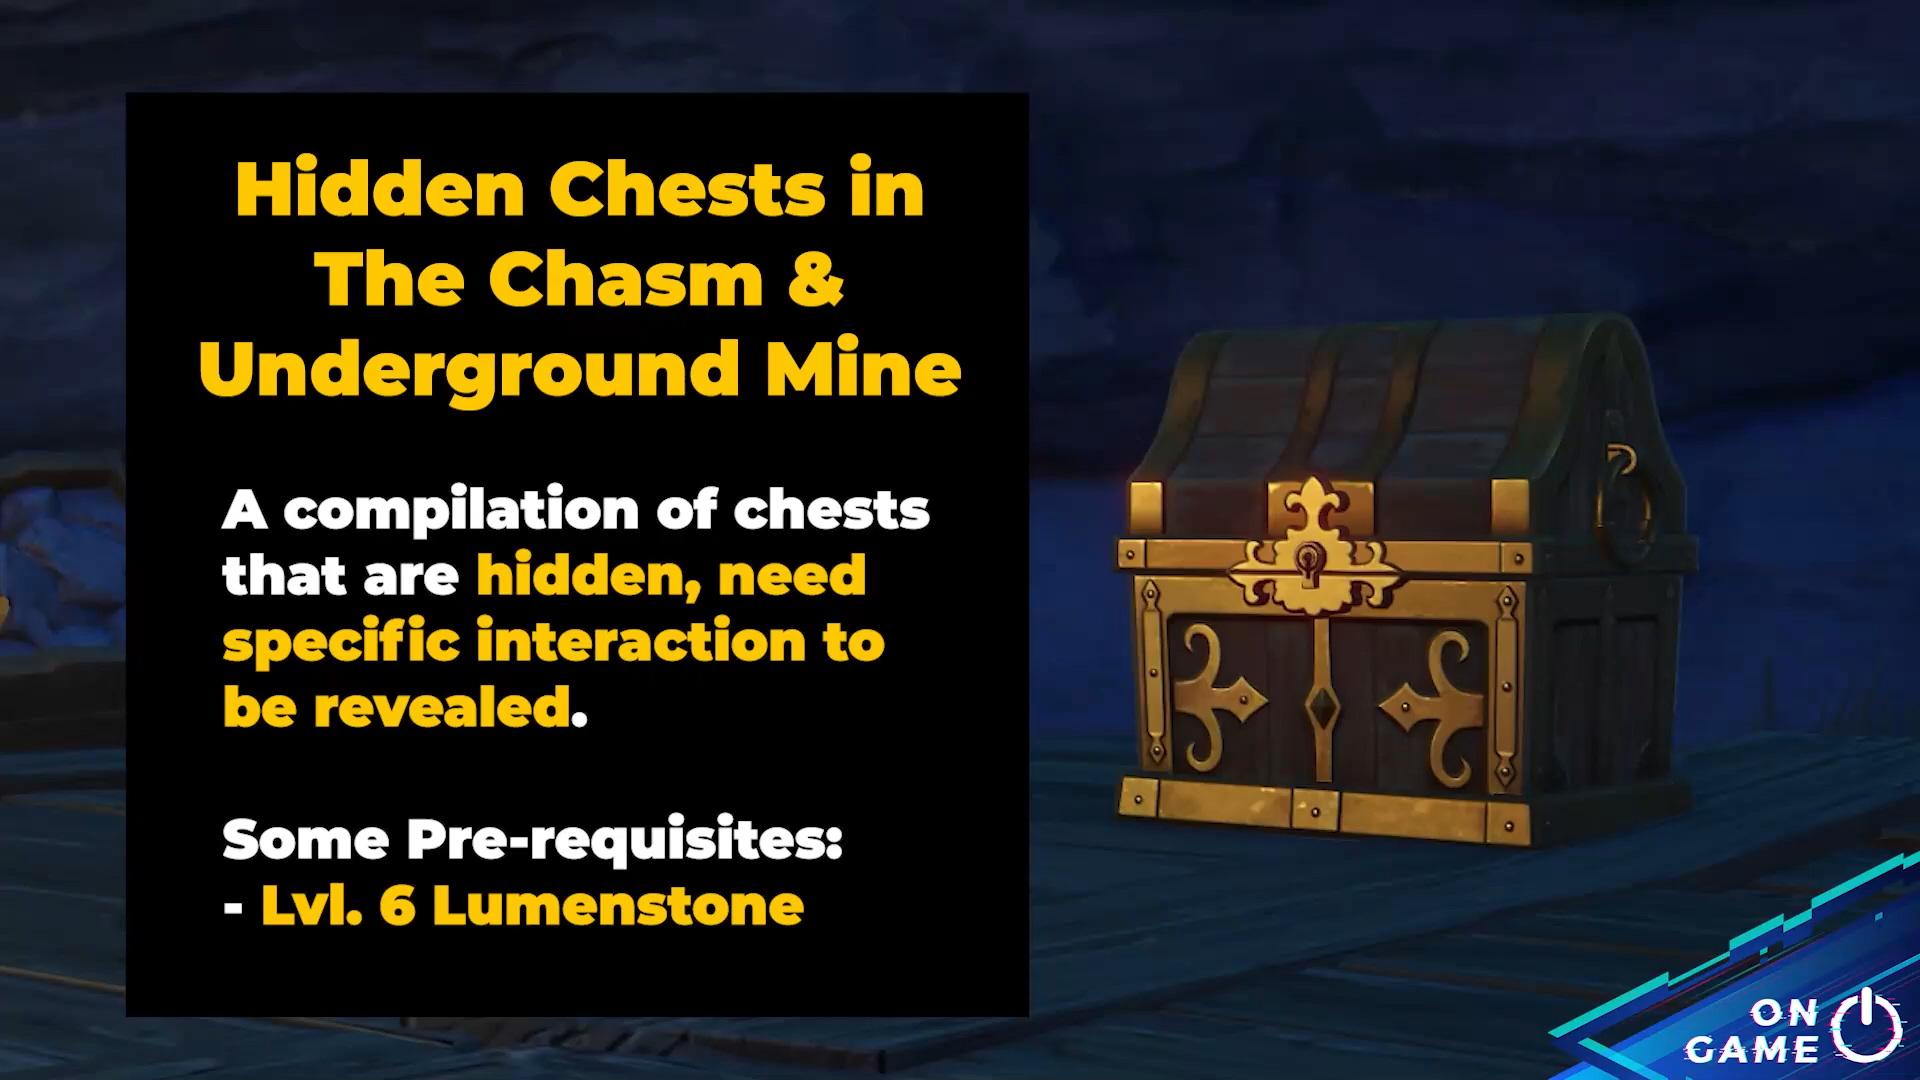 Hidden Chests in
The Chasm &
Underground Mine
A compilation of chests
that are hidden, need
specific interaction to
be revealed.
Some Pre-requisites:
- Lvl. 6 Lumenstone
ON
GAME